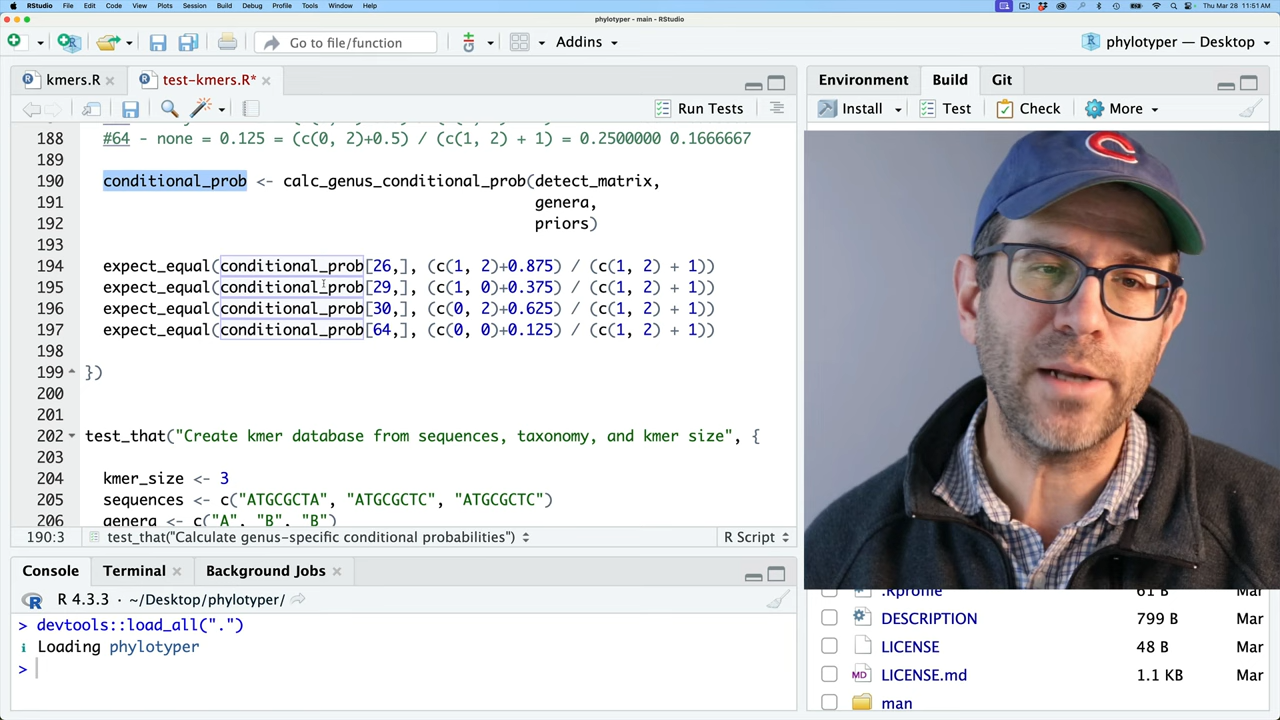 RStudio File Edit Code View Plots Session Build Debug Profile Tools Window Help Thu Mar 28 11:51 AM
phylotyper - main - RStudio
Go to file/function Addins phylotyper — Desktop
kmers.R test-kmers.R* Environment Build Git
Run Tests Install Test Check More
188 #64 - none = 0.125 = (c(0, 2)+0.5) / (c(1, 2) + 1) = 0.2500000 0.1666667
189
190 conditional_prob <- calc_genus_conditional_prob(detect_matrix,
191 genera,
192 priors)
193
194 expect_equal(conditional_prob[26,], (c(1, 2)+0.875) / (c(1, 2) + 1))
195 expect_equal(conditional_prob[29,], (c(1, 0)+0.375) / (c(1, 2) + 1))
196 expect_equal(conditional_prob[30,], (c(0, 2)+0.625) / (c(1, 2) + 1))
197 expect_equal(conditional_prob[64,], (c(0, 0)+0.125) / (c(1, 2) + 1))
198
199 })
200
201
202 test_that("Create kmer database from sequences, taxonomy, and kmer size", {
203
204 kmer_size <- 3
205 sequences <- c("ATGCGCTA", "ATGCGCTC", "ATGCGCTC")
206 genera <- c("A", "B", "B")
190:3 test_that("Calculate genus-specific conditional probabilities") R Script
Console Terminal Background Jobs
R 4.3.3 · ~/Desktop/phylotyper/
> devtools::load_all(".")
ℹ Loading phylotyper
>
.Rprofile 61 B Mar
DESCRIPTION 799 B Mar
LICENSE 48 B Mar
LICENSE.md 1.1 KB Mar
man